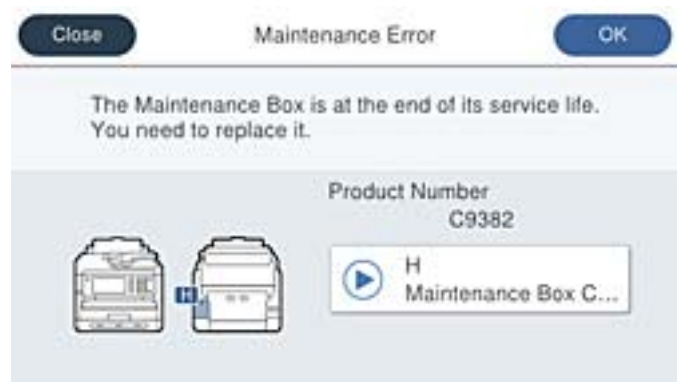 Close
Maintenance Error
OK
The Maintenance Box is at the end of its service life.
You need to replace it.
Product Number
C9382
H
H
Maintenance Box C...